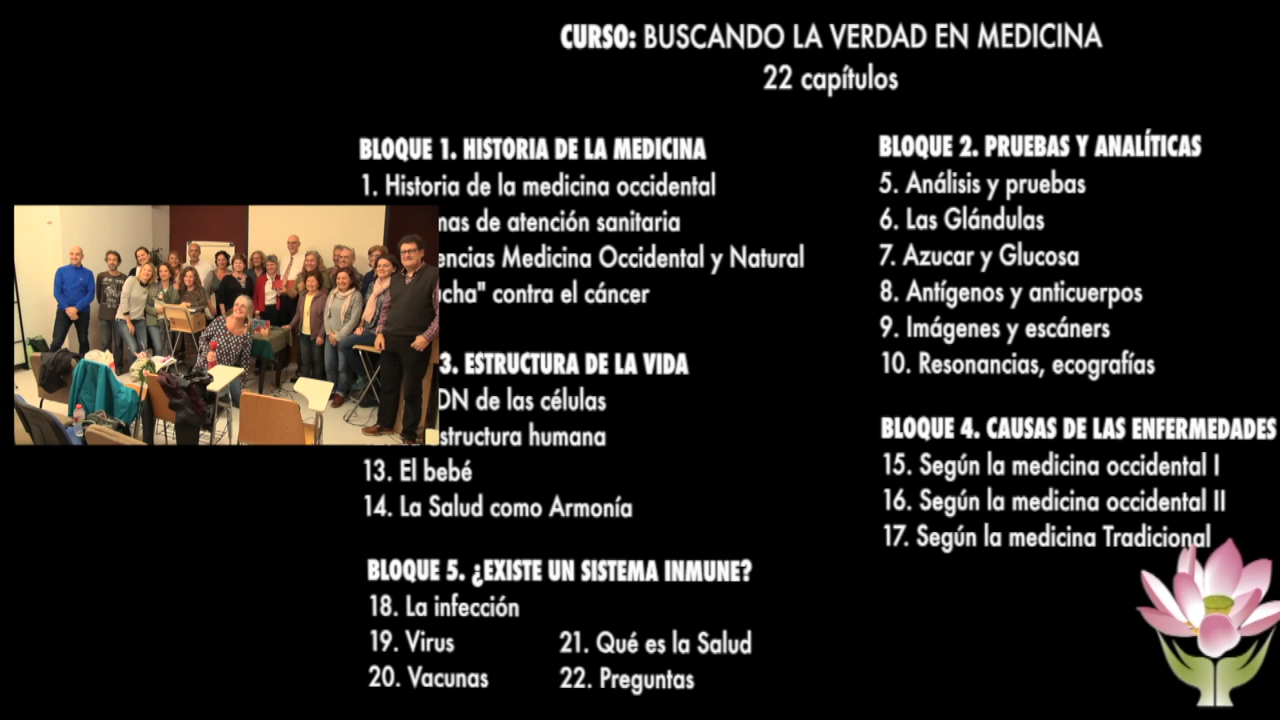 CURSO: BUSCANDO LA VERDAD EN MEDICINA
22 capítulos
BLOQUE 1. HISTORIA DE LA MEDICINA
1. Historia de la medicina occidental
de atención sanitaria
Medicina Occidental y Natural
contra el cáncer
BLOQUE 2. PRUEBAS Y ANALÍTICAS
5. Análisis y pruebas
6. Las Glándulas
7. Azucar y Glucosa
8. Antígenos y anticuerpos
9. Imágenes y escáners
10. Resonancias, ecografías
3. ESTRUCTURA DE LA VIDA
de las células
humana
13. El bebé
14. La Salud como Armonía
BLOQUE 4. CAUSAS DE LAS ENFERMEDADES
15. Según la medicina occidental I
16. Según la medicina occidental II
17. Según la medicina Tradicional
BLOQUE 5. ¿EXISTE UN SISTEMA INMUNE?
18. La infección
19. Virus
20. Vacunas
21. Qué es la Salud
22. Preguntas